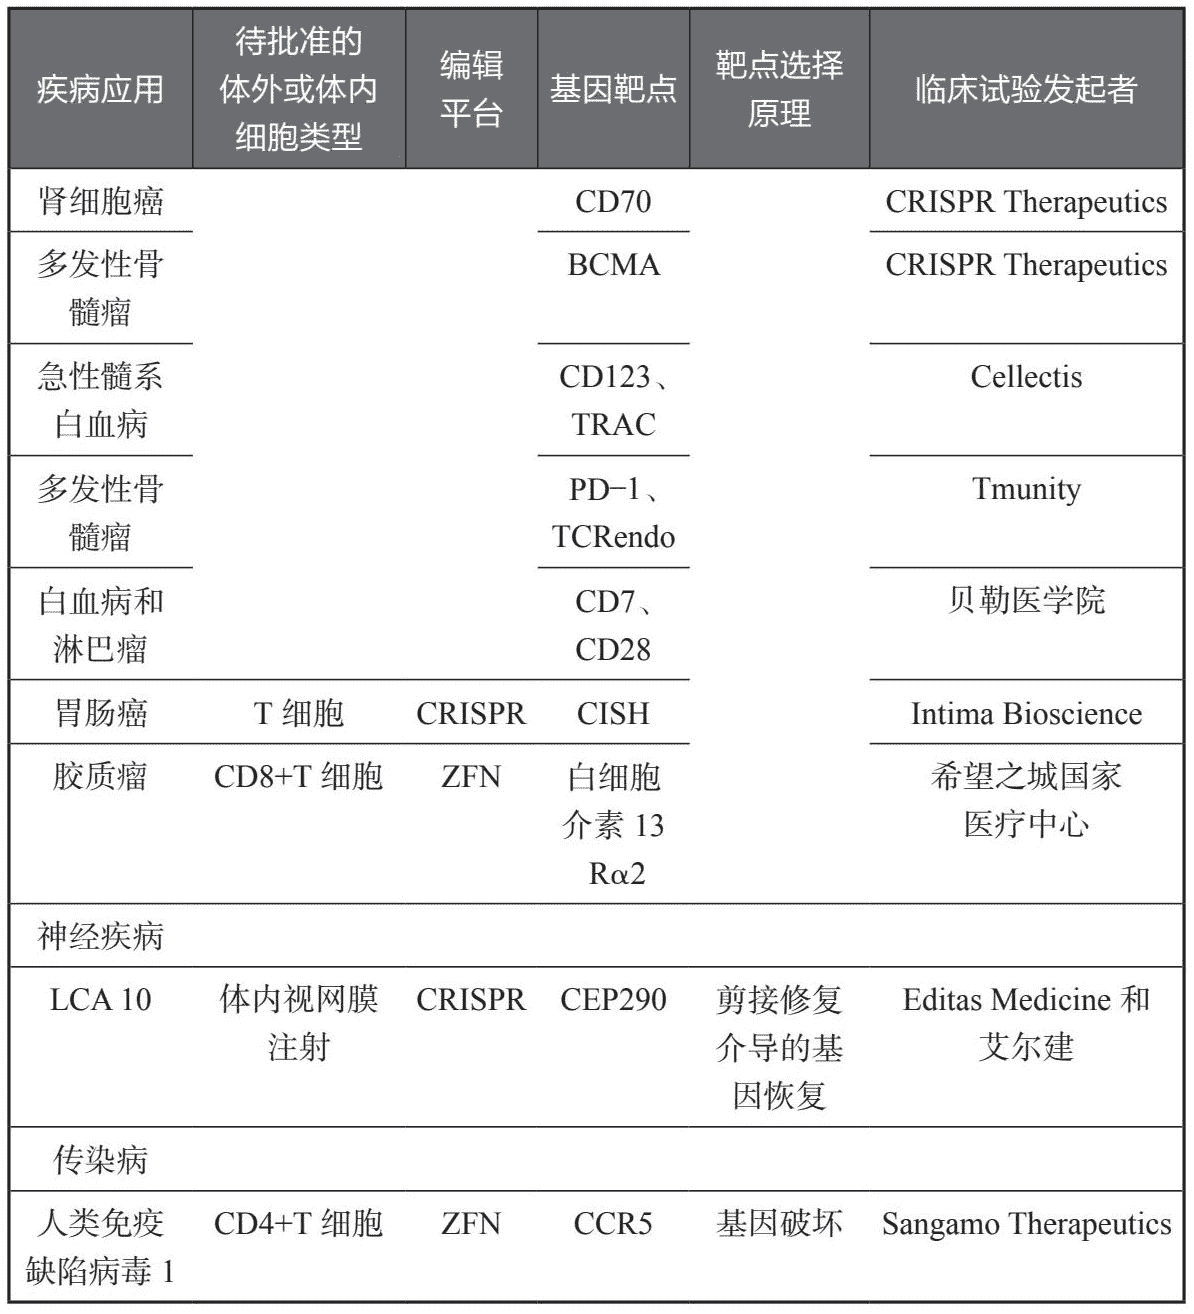 疾病应用
待批准的
体外或体内
细胞类型
编辑
平台
基因靶点
靶点选择
原理
临床试验发起者
肾细胞癌
CD70
CRISPR Therapeutics
多发性骨
髓瘤
BCMA
CRISPR Therapeutics
急性髓系
白血病
CD123、
TRAC
Cellectis
多发性骨
髓瘤
PD-1、
TCRendo
Tmunity
白血病和
淋巴瘤
CD7、
CD28
贝勒医学院
胃肠癌
T 细胞
CRISPR
CISH
Intima Bioscience
胶质瘤
CD8+T 细胞
ZFN
白细胞
介素 13
Rα2
希望之城国家
医疗中心
神经疾病
LCA 10
体内视网膜
注射
CRISPR
CEP290
剪接修复
介导的基
因恢复
Editas Medicine 和
艾尔建
传染病
人类免疫
缺陷病毒 1
CD4+T 细胞
ZFN
CCR5
基因破坏
Sangamo Therapeutics